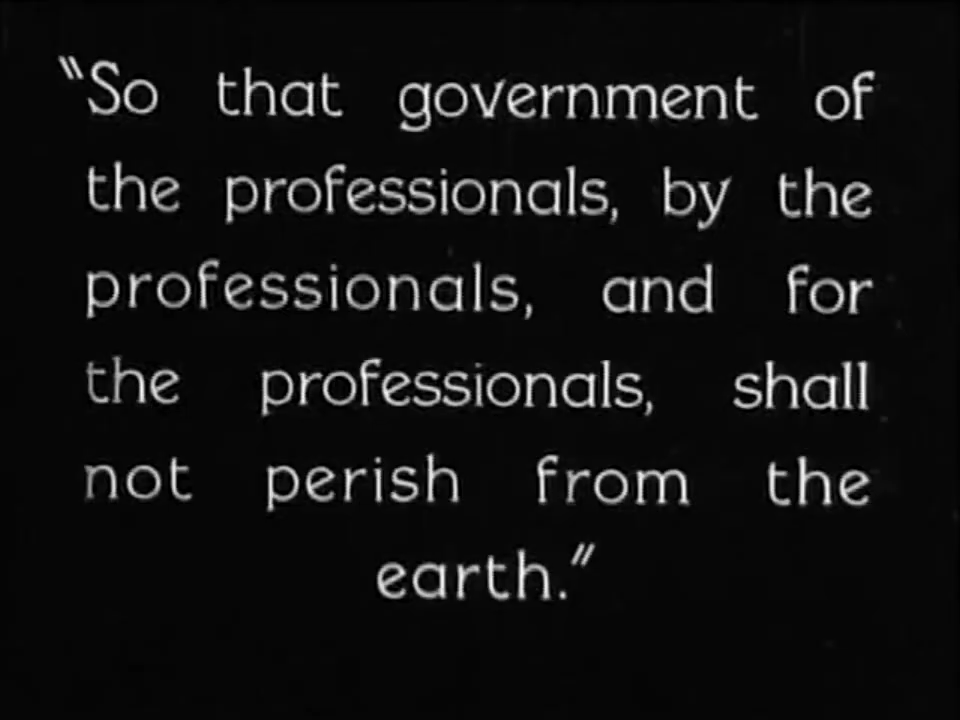 "So that government of
the professionals, by the
professionals, and for
the professionals, shall
not perish from the
earth."